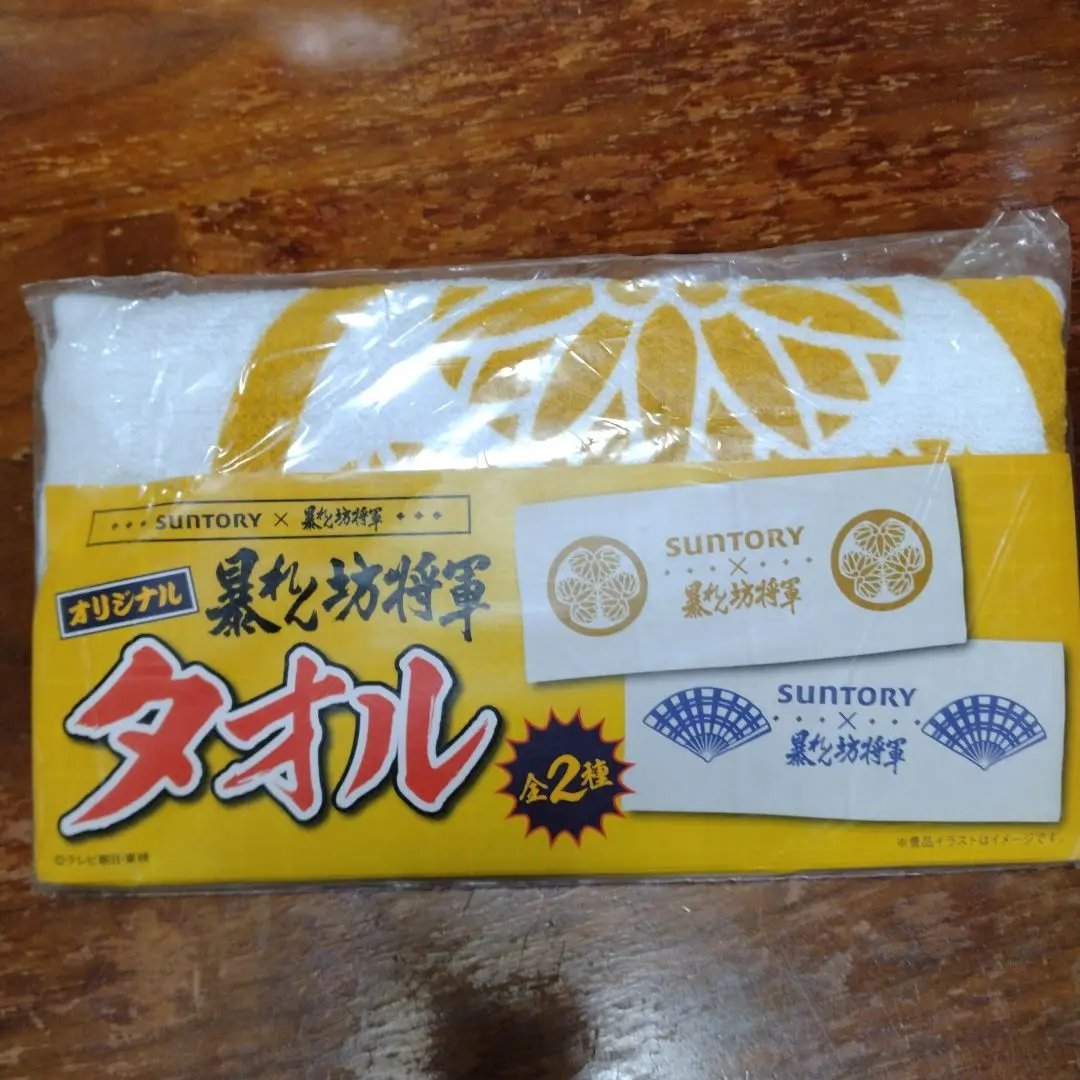 SUNTORY × 暴れん坊将軍
オリジナル
暴れん坊将軍
タオル
全2種
SUNTORY
×
暴れん坊将軍
SUNTORY
×
暴れん坊将軍
©テレビ朝日・東映
※景品イラストはイメージです。